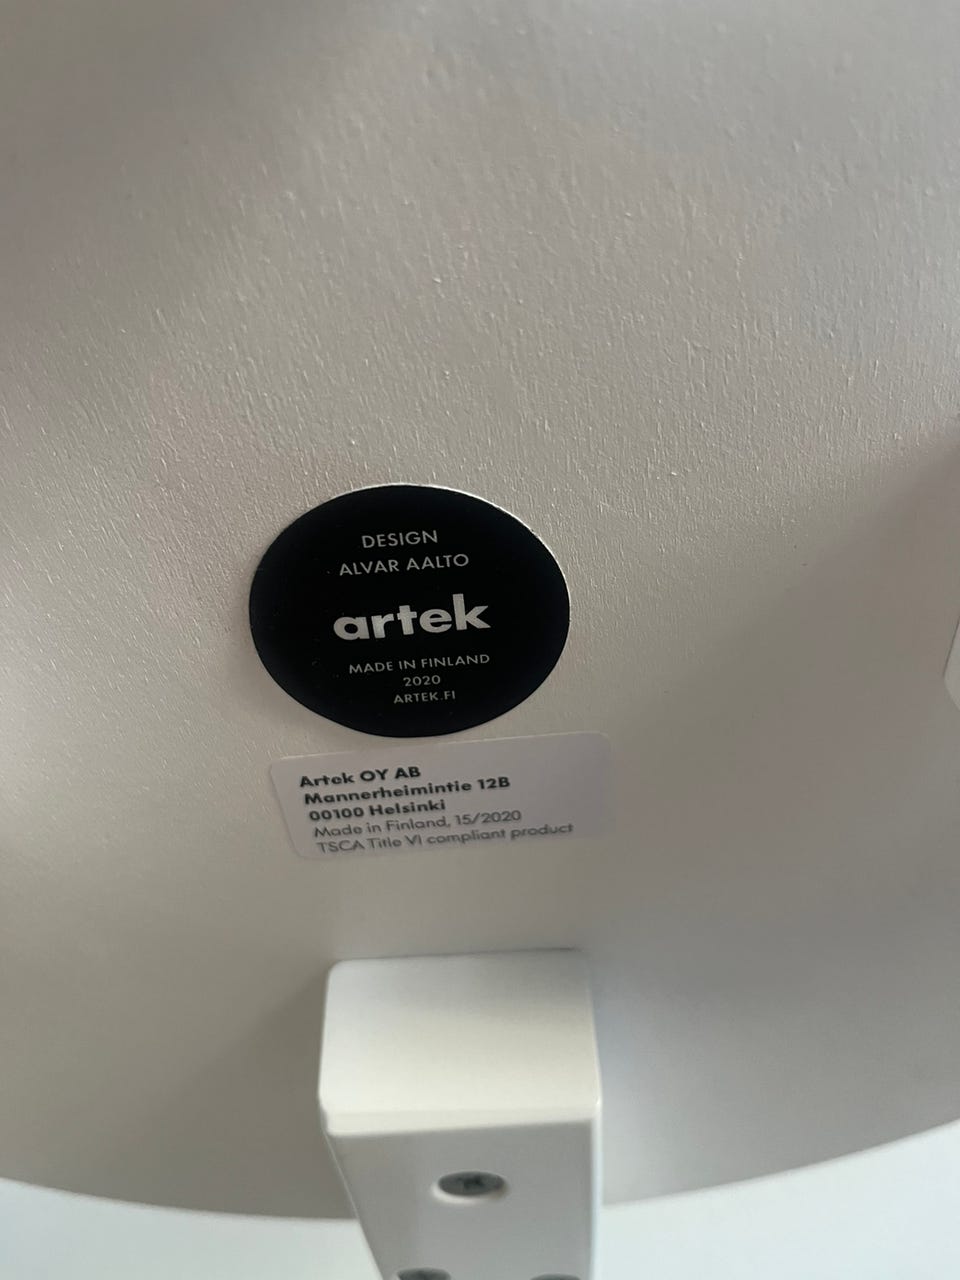 DESIGN
ALVAR AALTO
artek
MADE IN FINLAND
2020
ARTEK.FI
Artek OY AB
Mannerheimintie 12B
00100 Helsinki
Made in Finland, 15/2020
TSCA Title VI compliant product